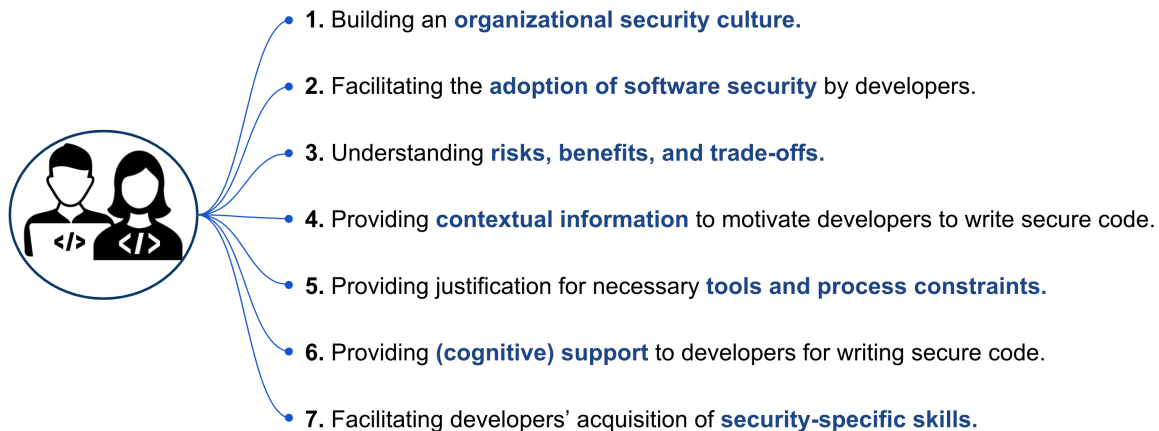 1. Building an organizational security culture.
2. Facilitating the adoption of software security by developers.
3. Understanding risks, benefits, and trade-offs.
</>
</>
4. Providing contextual information to motivate developers to write secure code.
5. Providing justification for necessary tools and process constraints.
6. Providing (cognitive) support to developers for writing secure code.
7. Facilitating developers’ acquisition of security-specific skills.